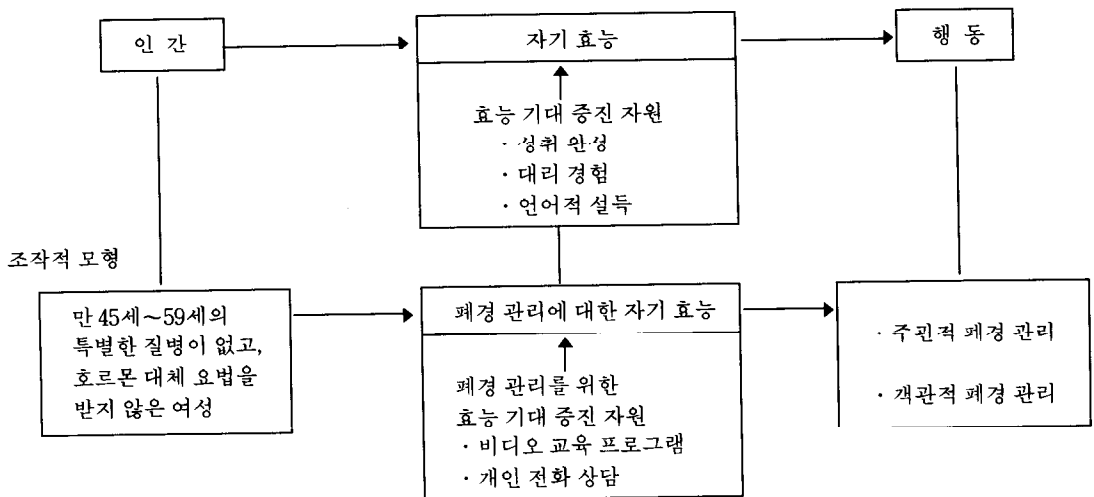 인 간
자기 효능
행 동
효능 기대 증진 자원
· 성취 완성
· 대리 경험
· 언어적 설득
조작적 모형
만 45세~59세의
특별한 질병이 없고,
호르몬 대체 요법을
받지 않은 여성
폐경 관리에 대한 자기 효능
폐경 관리를 위한
효능 기대 증진 자원
· 비디오 교육 프로그램
· 개인 전화 상담
· 주관적 폐경 관리
· 객관적 폐경 관리